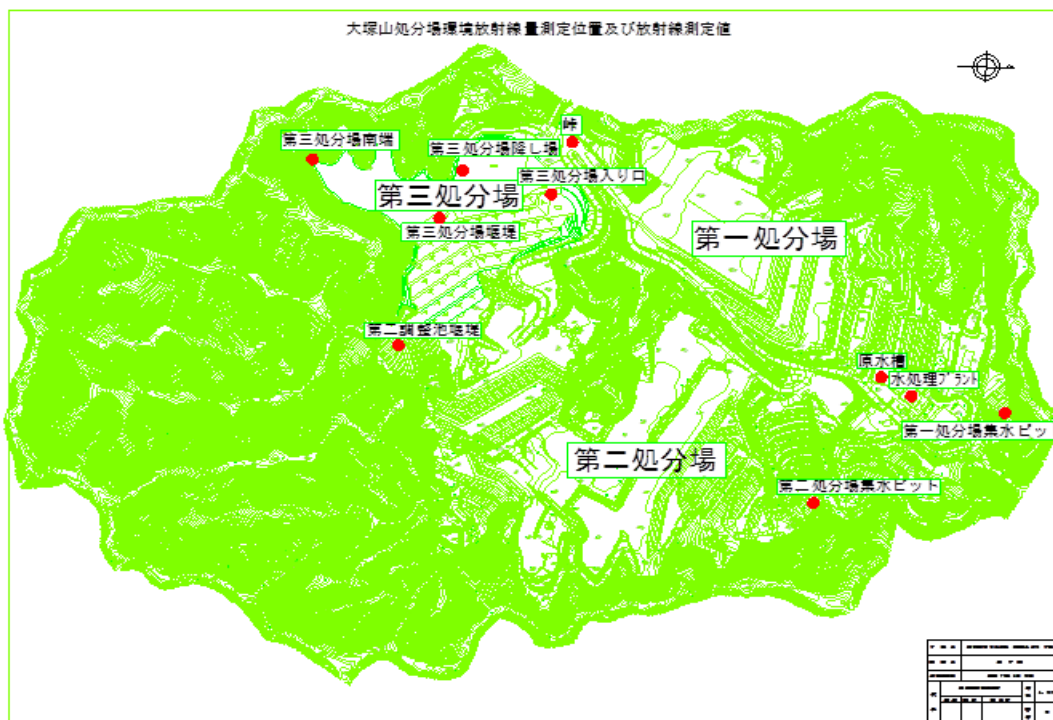 大塚山処分場環境放射線量測定位置及び放射線測定値
峠
第三処分場南端
第三処分場降し場
第三処分場入り口
第三処分場
第三処分場堰堤
第一処分場
第二調整池堰堤
原水槽
水処理プラント
第一処分場集水ピッ
第二処分場
第二処分場集水ピット